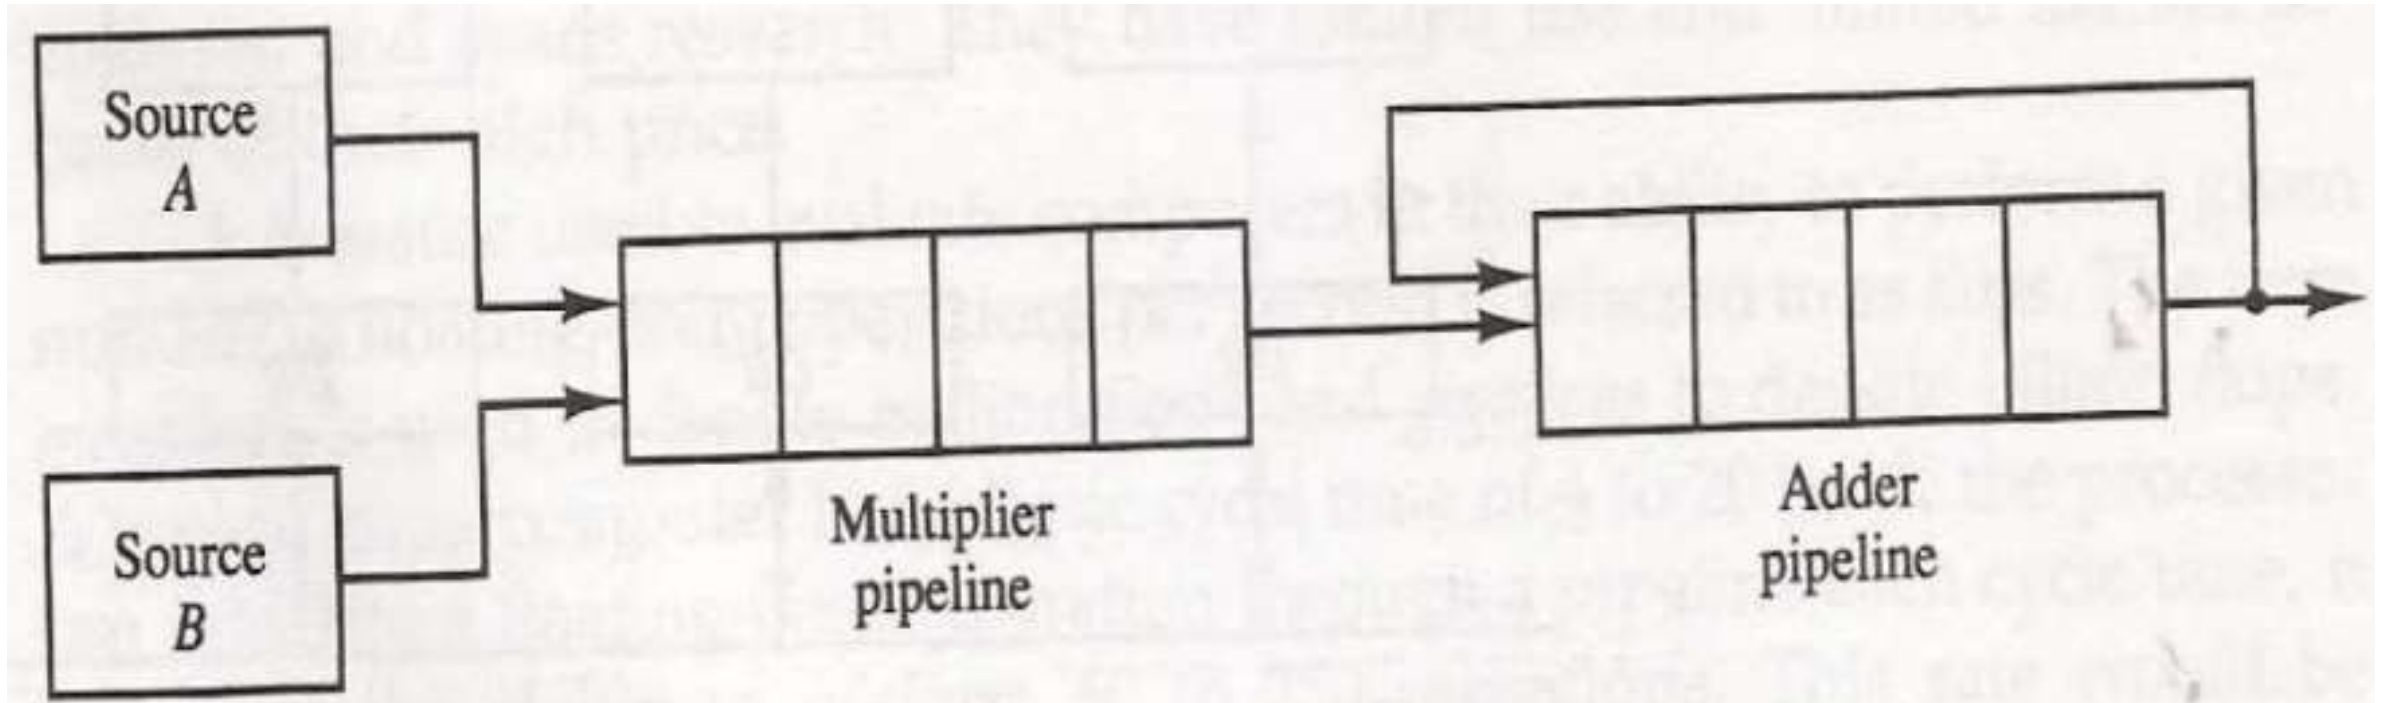 Source
A
Source
B
Multiplier
pipeline
Adder
pipeline